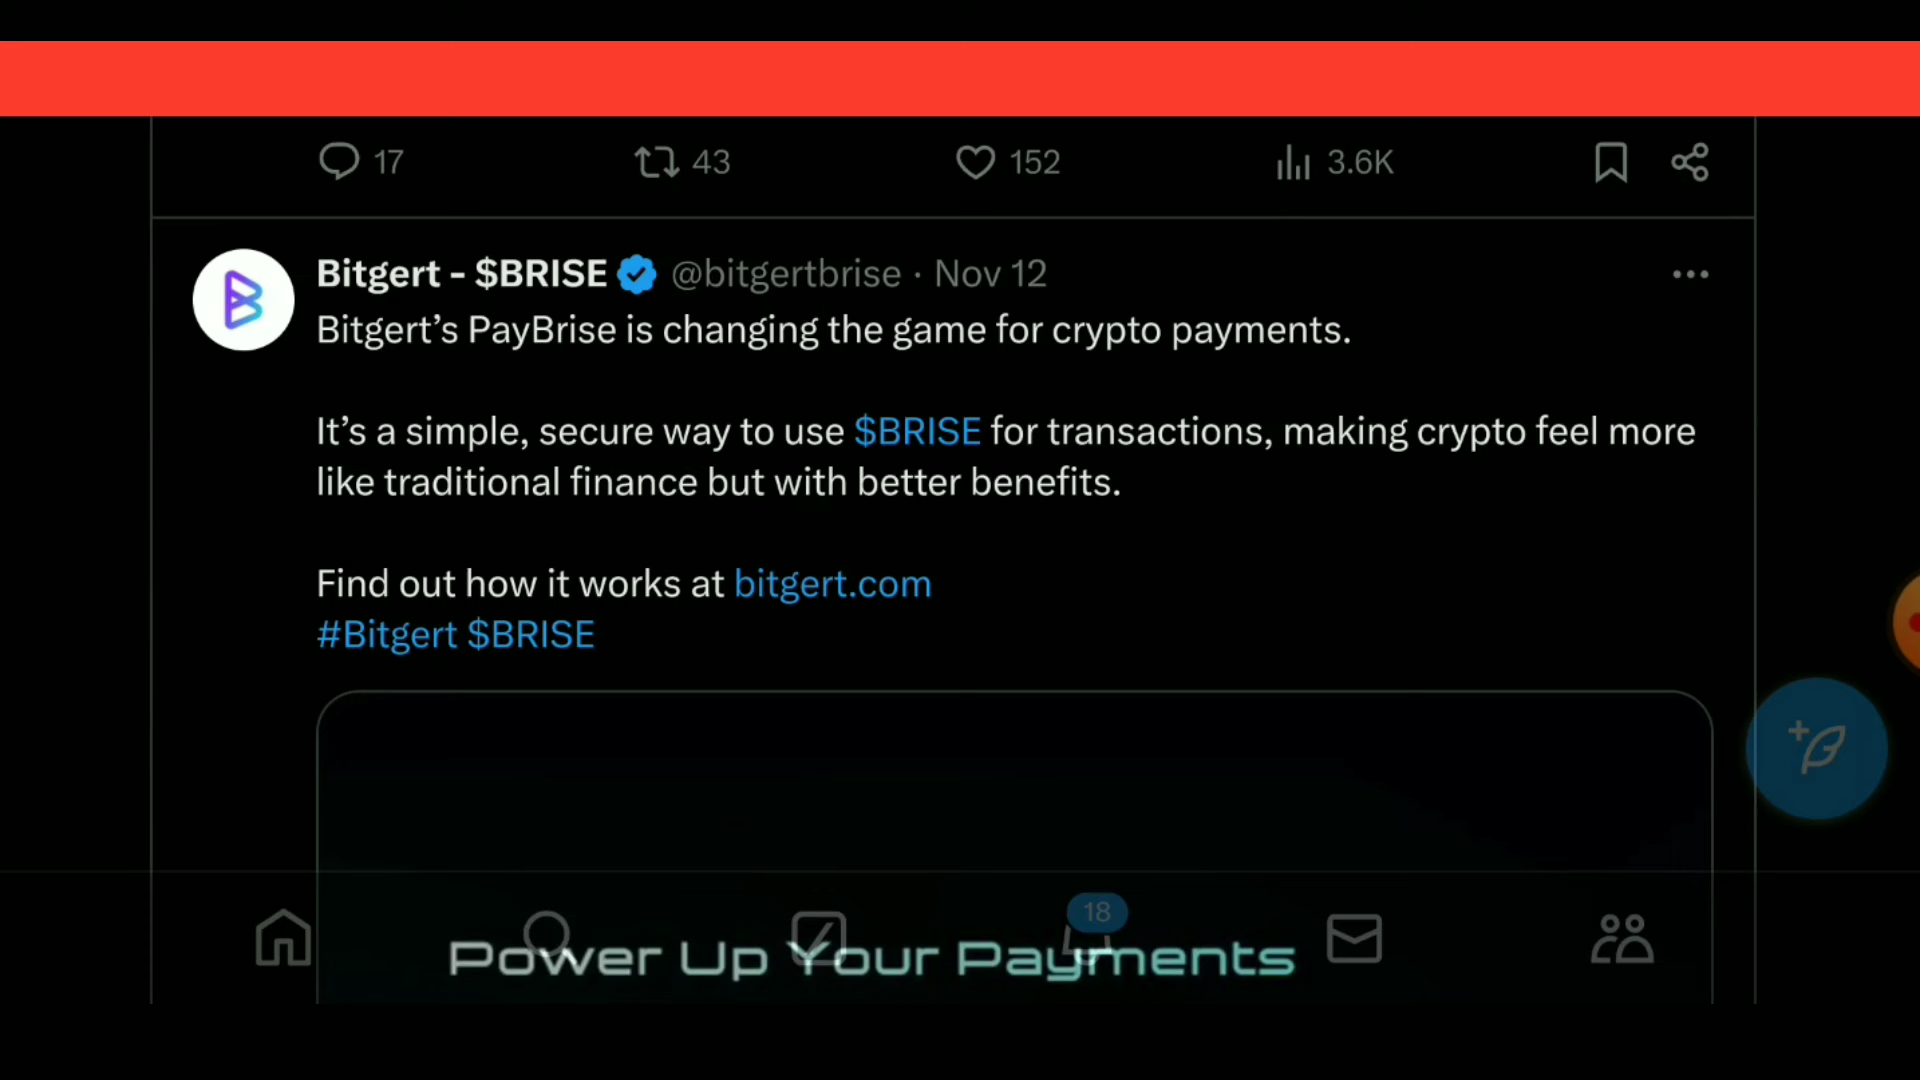 17 43 152 3.6K
Bitgert - $BRISE @bitgertbrise · Nov 12
Bitgert’s PayBrise is changing the game for crypto payments.
It’s a simple, secure way to use $BRISE for transactions, making crypto feel more
like traditional finance but with better benefits.
Find out how it works at bitgert.com
#Bitgert $BRISE
18
Power Up Your Payments